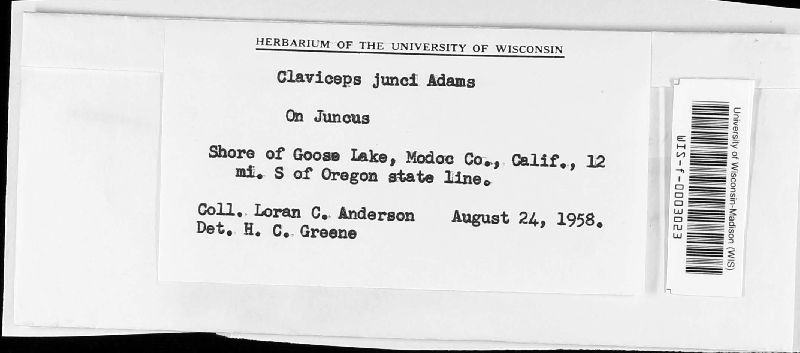 HERBARIUM OF THE UNIVERSITY OF WISCONSIN
Claviceps junci Adams
On Juncus
Shore of Goose Lake, Modoc Co., Calif., 12
mi. S of Oregon state line.
Coll. Loran C. Anderson August 24, 1958.
Det. H. C. Greene
University of Wisconsin-Madison (WIS)
WIS-f-0003023